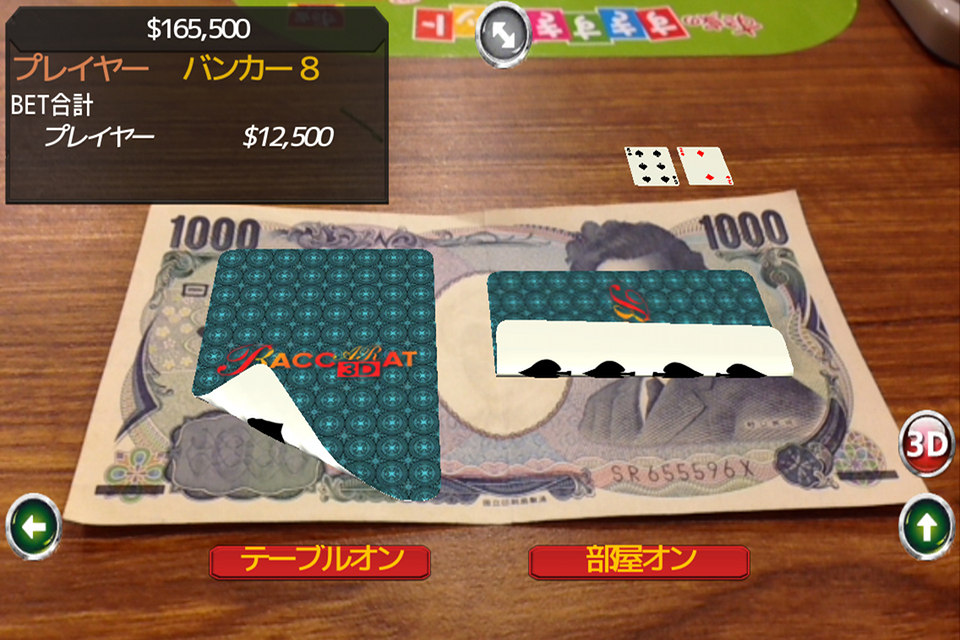 $165,500
プレイヤー バンカー 8
BET合計
プレイヤー $12,500
1000 1000
BACCARAT
AR
3D
SR655596X
3D
テーブルオン 部屋オン